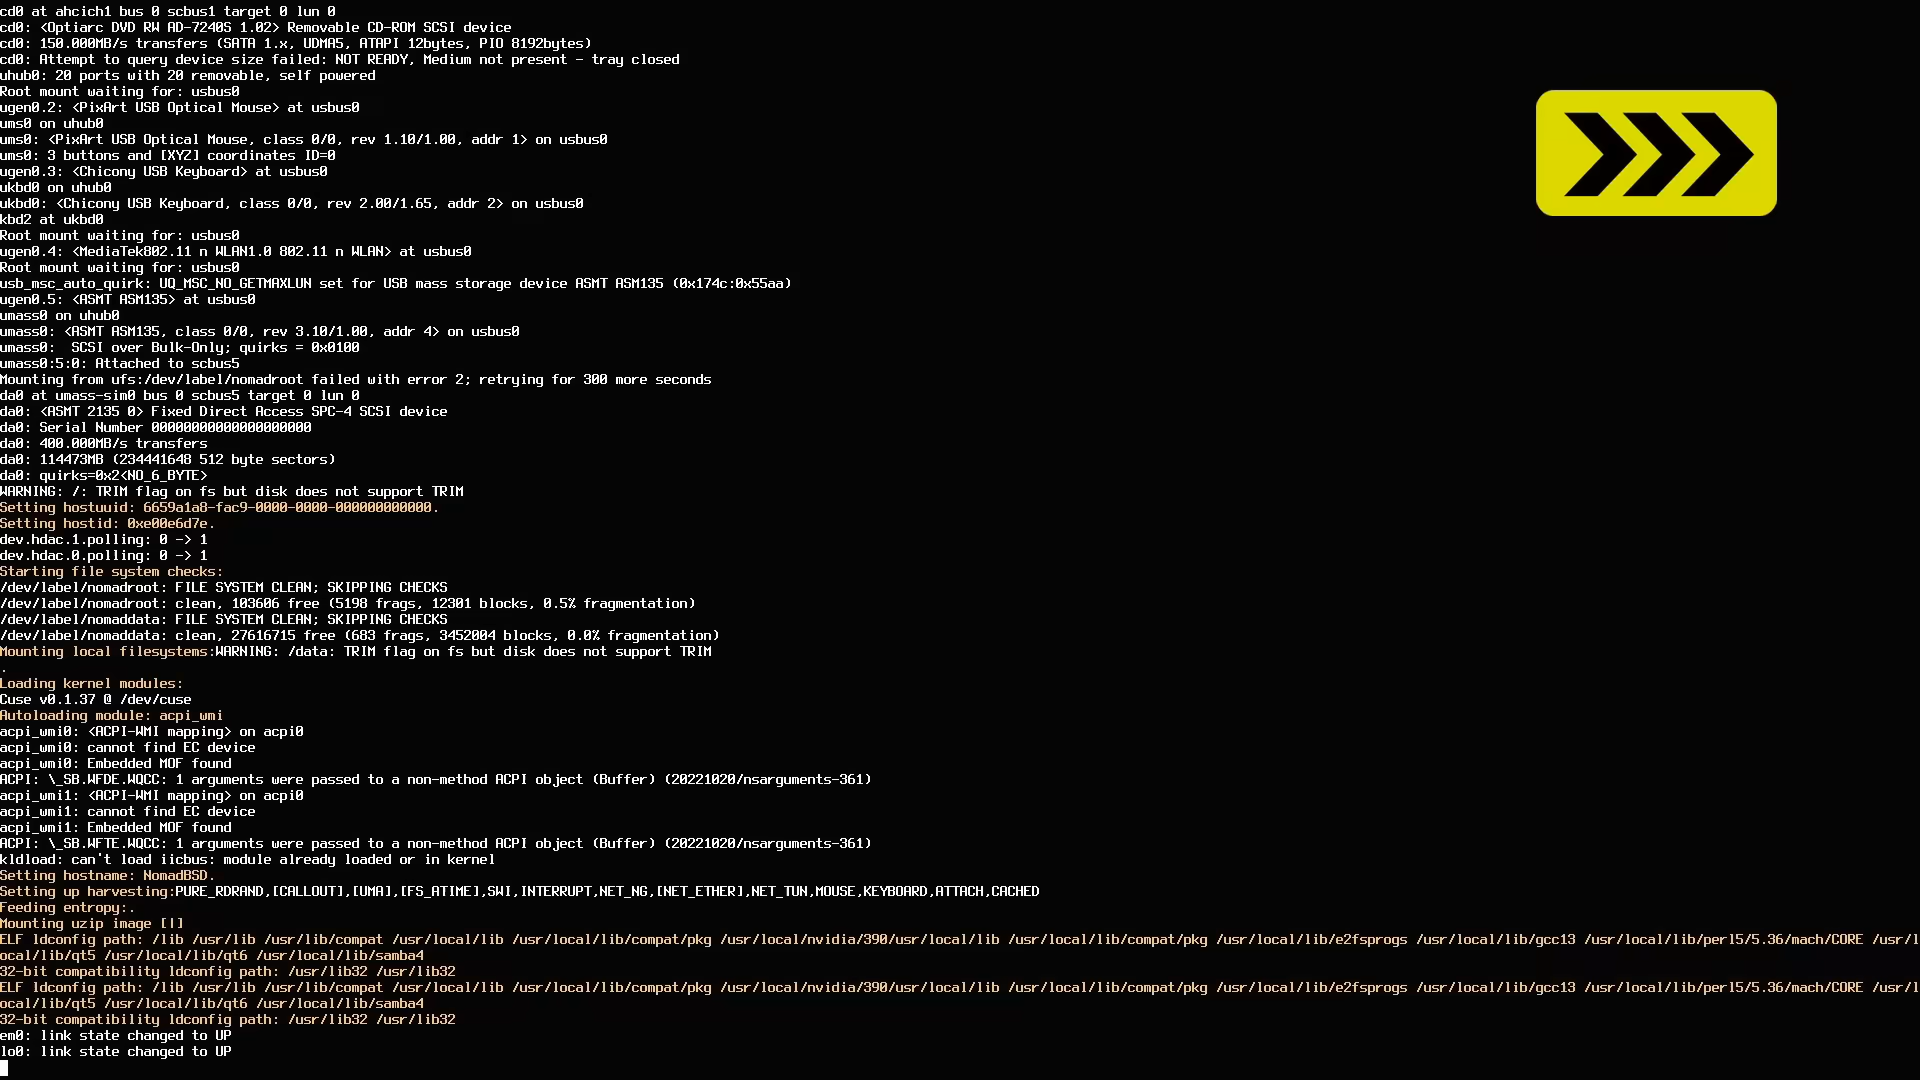 cd0 at ahcich1 bus 0 scbus1 target 0 lun 0
cd0: <Optiarc DVD RW AD-7240S 1.02> Removable CD-ROM SCSI device
cd0: 150.000MB/s transfers (SATA 1.x, UDMA5, ATAPI 12bytes, PIO 8192bytes)
cd0: Attempt to query device size failed: NOT READY, Medium not present - tray closed
uhub0: 20 ports with 20 removable, self powered
Root mount waiting for: usbus0
ugen0.2: <PixArt USB Optical Mouse> at usbus0
ums0 on uhub0
ums0: <PixArt USB Optical Mouse, class 0/0, rev 1.10/1.00, addr 1> on usbus0
ums0: 3 buttons and [XYZ] coordinates ID=0
ugen0.3: <Chicony USB Keyboard> at usbus0
ukbd0 on uhub0
ukbd0: <Chicony USB Keyboard, class 0/0, rev 2.00/1.65, addr 2> on usbus0
kbd2 at ukbd0
Root mount waiting for: usbus0
ugen0.4: <MediaTek802.11 n WLAN1.0 802.11 n WLAN> at usbus0
Root mount waiting for: usbus0
usb_msc_auto_quirk: UQ_MSC_NO_GETMAXLUN set for USB mass storage device ASMT ASM135 (0x174c:0x55aa)
ugen0.5: <ASMT ASM135> at usbus0
umass0 on uhub0
umass0: <ASMT ASM135, class 0/0, rev 3.10/1.00, addr 4> on usbus0
umass0:  SCSI over Bulk-Only; quirks = 0x0100
umass0:5:0: Attached to scbus5
Mounting from ufs:/dev/label/nomadroot failed with error 2; retrying for 300 more seconds
da0 at umass-sim0 bus 0 scbus5 target 0 lun 0
da0: <ASMT 2135 0> Fixed Direct Access SPC-4 SCSI device
da0: Serial Number 00000000000000000000
da0: 400.000MB/s transfers
da0: 114473MB (234441648 512 byte sectors)
da0: quirks=0x2<NO_6_BYTE>
WARNING: /: TRIM flag on fs but disk does not support TRIM
Setting hostuuid: 6659a1a8-fac9-0000-0000-000000000000.
Setting hostid: 0xe00e6d7e.
dev.hdac.1.polling: 0 -> 1
dev.hdac.0.polling: 0 -> 1
Starting file system checks:
/dev/label/nomadroot: FILE SYSTEM CLEAN; SKIPPING CHECKS
/dev/label/nomadroot: clean, 103606 free (5198 frags, 12301 blocks, 0.5% fragmentation)
/dev/label/nomaddata: FILE SYSTEM CLEAN; SKIPPING CHECKS
/dev/label/nomaddata: clean, 27616715 free (683 frags, 3452004 blocks, 0.0% fragmentation)
Mounting local filesystems:WARNING: /data: TRIM flag on fs but disk does not support TRIM
.
Loading kernel modules:
Cuse v0.1.37 @ /dev/cuse
Autoloading module: acpi_wmi
acpi_wmi0: <ACPI-WMI mapping> on acpi0
acpi_wmi0: cannot find EC device
acpi_wmi0: Embedded MOF found
ACPI: \_SB.WFDE.WQCC: 1 arguments were passed to a non-method ACPI object (Buffer) (20221020/nsarguments-361)
acpi_wmi1: <ACPI-WMI mapping> on acpi0
acpi_wmi1: cannot find EC device
acpi_wmi1: Embedded MOF found
ACPI: \_SB.WFTE.WQCC: 1 arguments were passed to a non-method ACPI object (Buffer) (20221020/nsarguments-361)
kldload: can't load iicbus: module already loaded or in kernel
Setting hostname: NomadBSD.
Setting up harvesting:PURE_RDRAND,[CALLOUT],[UMA],[FS_ATIME],SWI,INTERRUPT,NET_NG,[NET_ETHER],NET_TUN,MOUSE,KEYBOARD,ATTACH,CACHED
Feeding entropy:.
Mounting uzip image [|]
ELF ldconfig path: /lib /usr/lib /usr/lib/compat /usr/local/lib /usr/local/lib/compat/pkg /usr/local/nvidia/390/usr/local/lib /usr/local/lib/compat/pkg /usr/local/lib/e2fsprogs /usr/local/lib/gcc13 /usr/local/lib/perl5/5.36/mach/CORE /usr/l
ocal/lib/qt5 /usr/local/lib/qt6 /usr/local/lib/samba4
32-bit compatibility ldconfig path: /usr/lib32 /usr/lib32
ELF ldconfig path: /lib /usr/lib /usr/lib/compat /usr/local/lib /usr/local/lib/compat/pkg /usr/local/nvidia/390/usr/local/lib /usr/local/lib/compat/pkg /usr/local/lib/e2fsprogs /usr/local/lib/gcc13 /usr/local/lib/perl5/5.36/mach/CORE /usr/l
ocal/lib/qt5 /usr/local/lib/qt6 /usr/local/lib/samba4
32-bit compatibility ldconfig path: /usr/lib32 /usr/lib32
em0: link state changed to UP
lo0: link state changed to UP